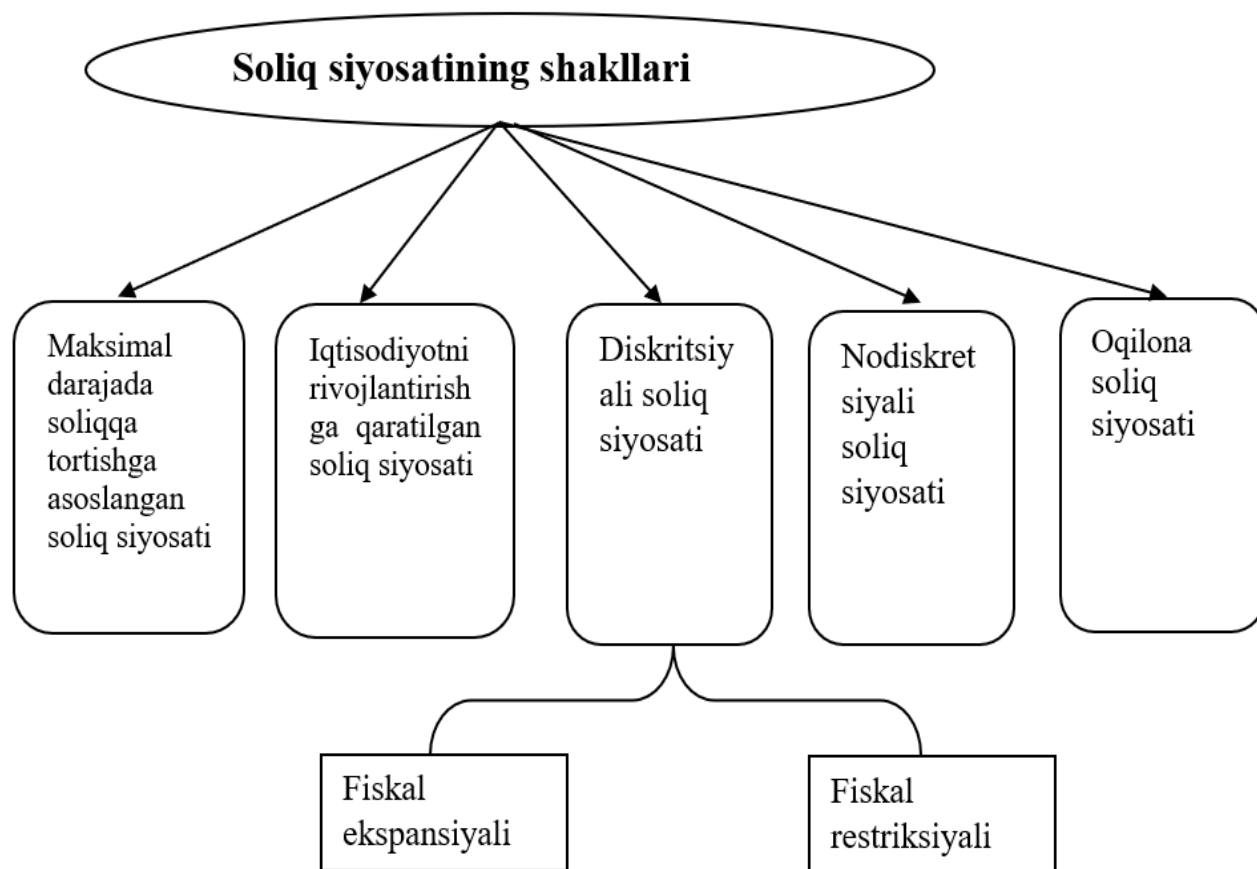 Soliq siyosatining shakllari
Maksimal
darajada
soliqqa
tortishga
asoslangan
soliq siyosati
Iqtisodiyotni
rivojlantirish
ga qaratilgan
soliq siyosati
Diskritsiy
ali soliq
siyosati
Nodiskret
siyali
soliq
siyosati
Oqilona
soliq
siyosati
Fiskal
ekspansiyali
Fiskal
restriksiyali